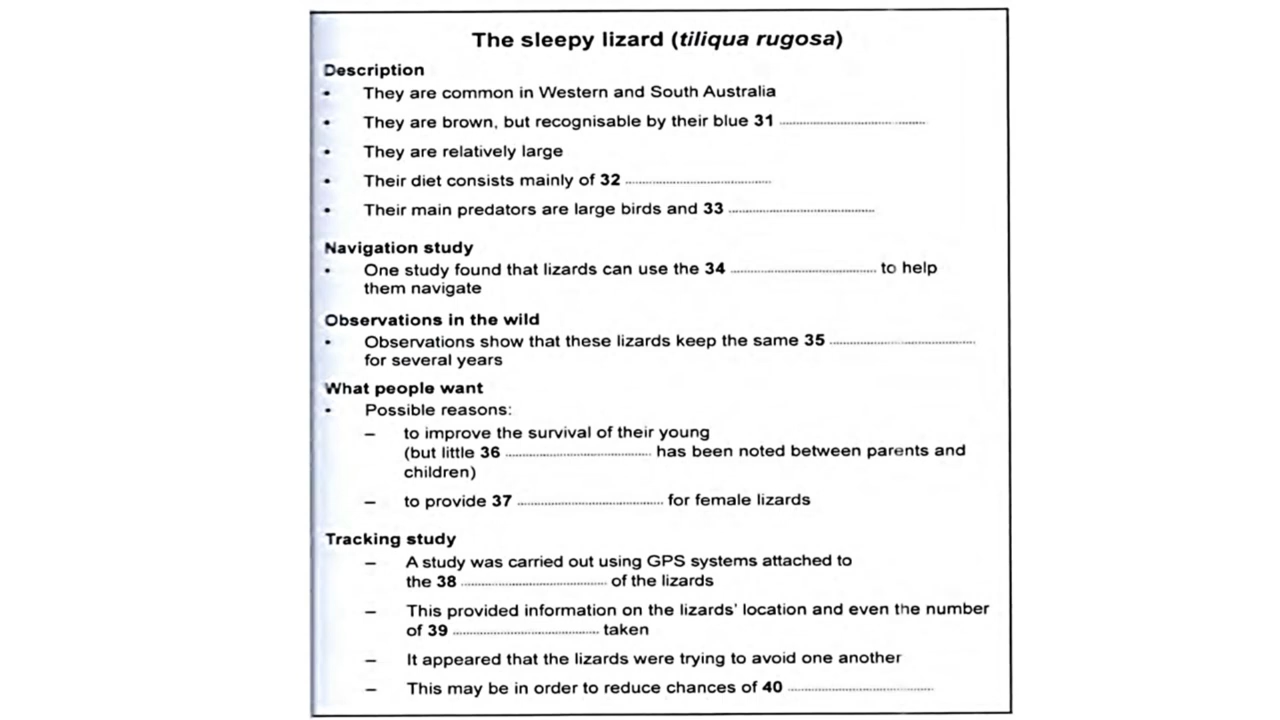 The sleepy lizard (tiliqua rugosa)
Description
• They are common in Western and South Australia
• They are brown, but recognisable by their blue 31 ........................
• They are relatively large
• Their diet consists mainly of 32 ........................
• Their main predators are large birds and 33 ........................
Navigation study
• One study found that lizards can use the 34 ........................ to help
them navigate
Observations in the wild
• Observations show that these lizards keep the same 35 ........................
for several years
What people want
• Possible reasons:
– to improve the survival of their young
(but little 36 ........................ has been noted between parents and
children)
– to provide 37 ........................ for female lizards
Tracking study
– A study was carried out using GPS systems attached to
the 38 ........................ of the lizards
– This provided information on the lizards' location and even the number
of 39 ........................ taken
– It appeared that the lizards were trying to avoid one another
– This may be in order to reduce chances of 40 ........................